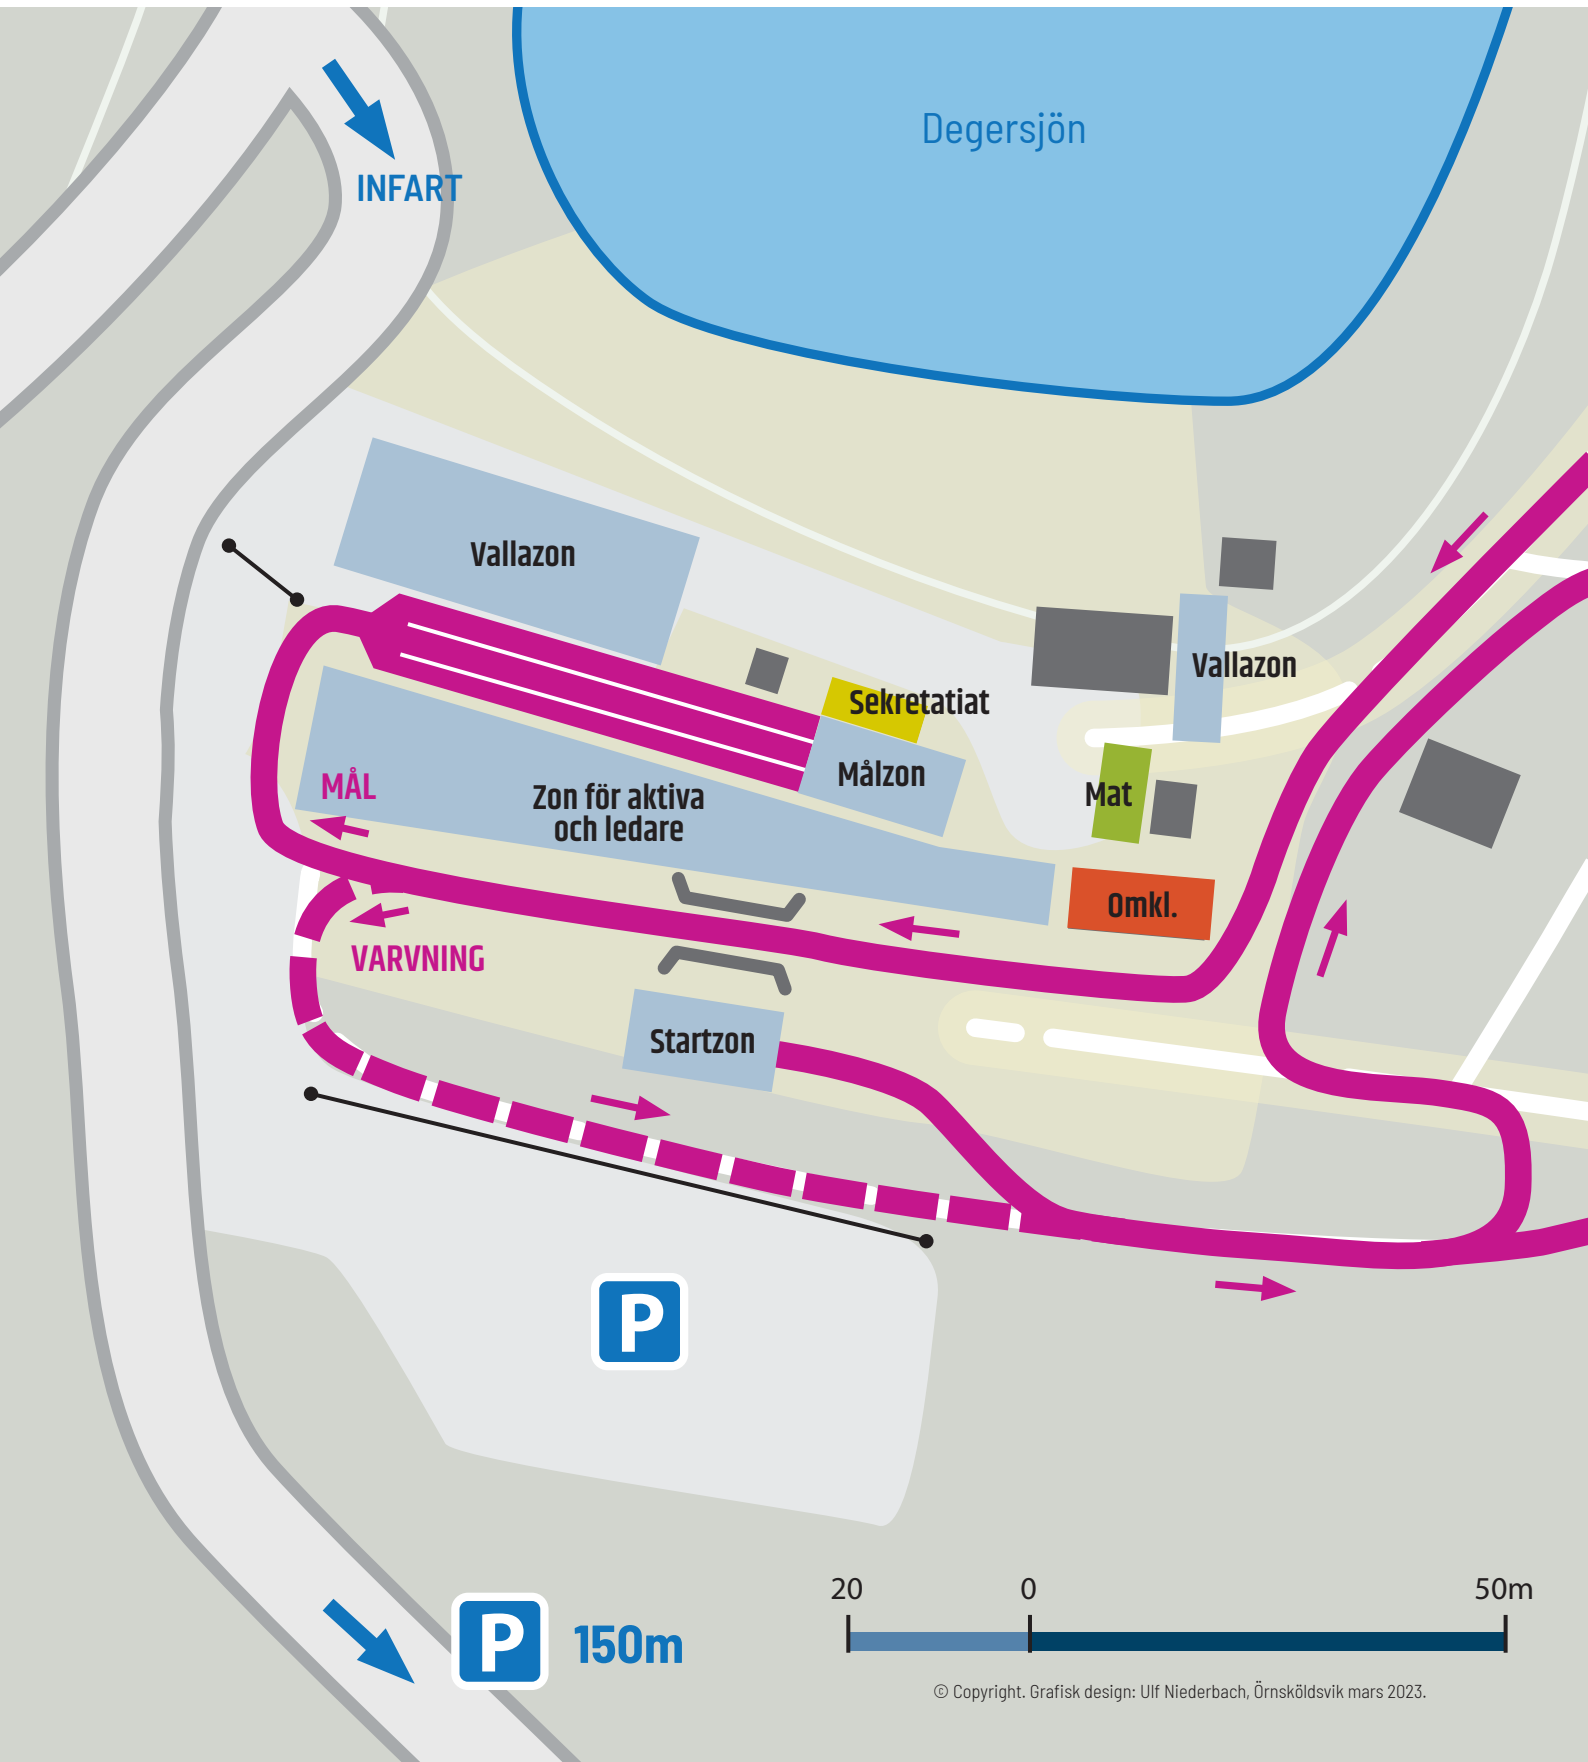 Degersjön
INFART
Vallazon
Vallazon
Sekretatiat
Målzon
MÅL
Zon för aktiva
och ledare
Mat
Omkl.
VARVNING
Startzon
P
20
0
50m
P
150m
© Copyright. Grafisk design: Ulf Niederbach, Örnsköldsvik mars 2023.